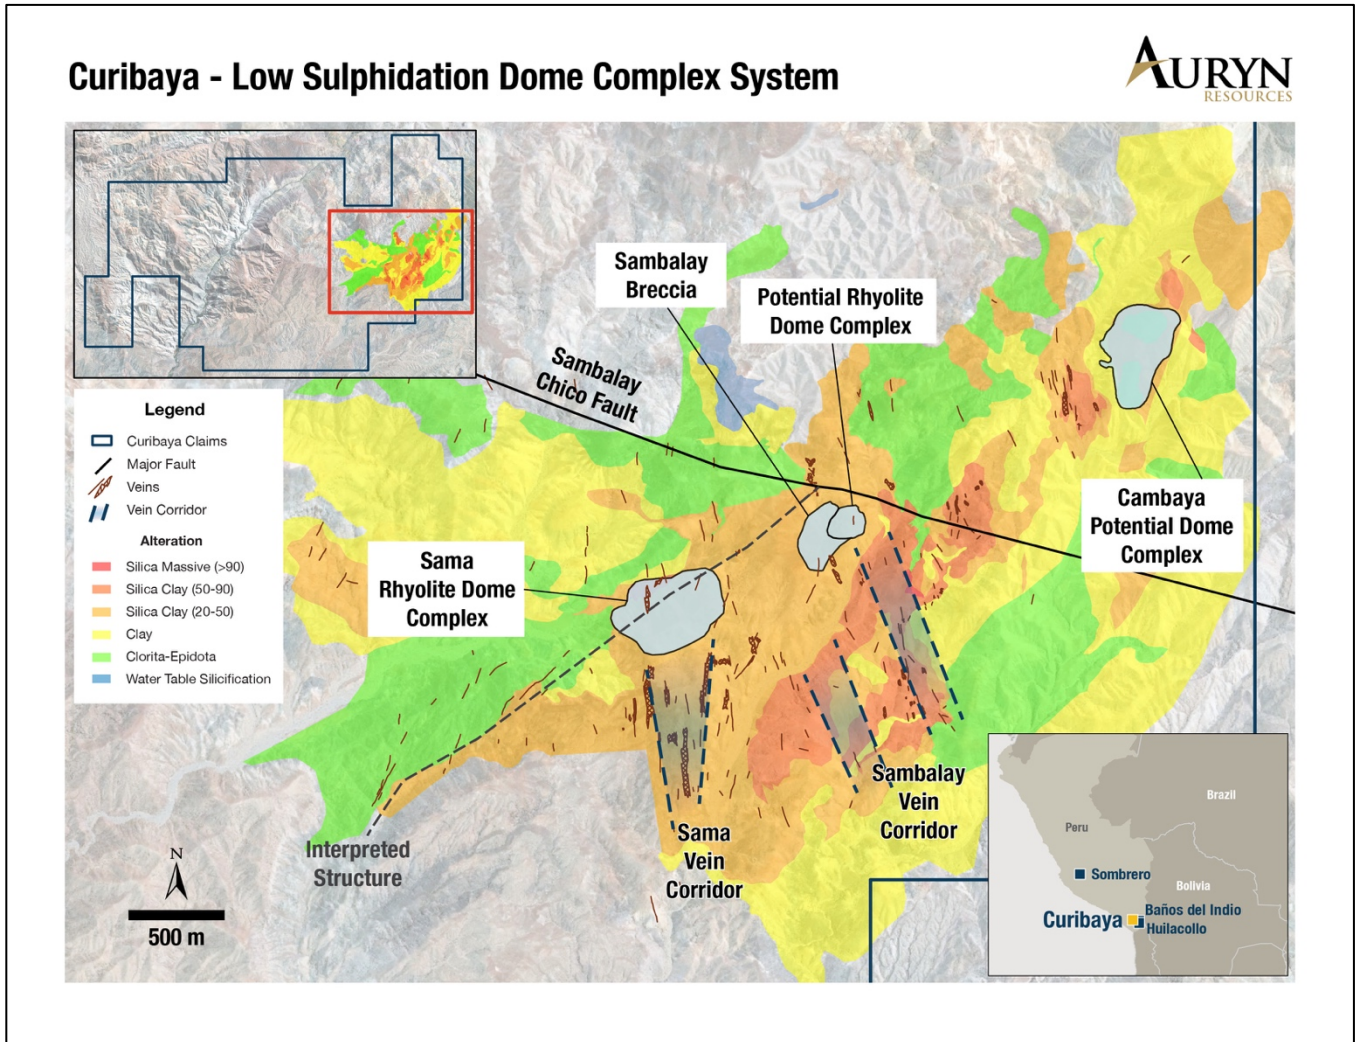 Curibaya - Low Sulphidation Dome Complex System
AURYN
RESOURCES
Sambalay
Breccia
Potential Rhyolite
Dome Complex
Sambalay
Chico Fault
Legend
Curibaya Claims
Major Fault
Veins
Vein Corridor
Alteration
Silica Massive (>90)
Silica Clay (50-90)
Silica Clay (20-50)
Clay
Clorita-Epidota
Water Table Silicification
Sama
Rhyolite Dome
Complex
Cambaya
Potential Dome
Complex
Sambalay
Vein
Corridor
Sama
Vein
Corridor
Interpreted
Structure
N
500 m
Brazil
Peru
Sombrero
Bolivia
Baños del Indio
Curibaya
Huilacollo